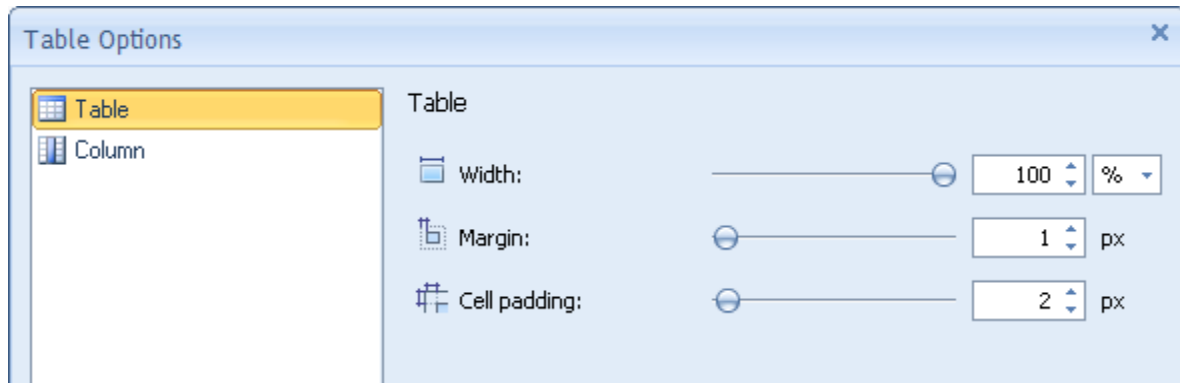 Table Options
Table
Column
Table
Width: 100 %
Margin: 1 px
Cell padding: 2 px